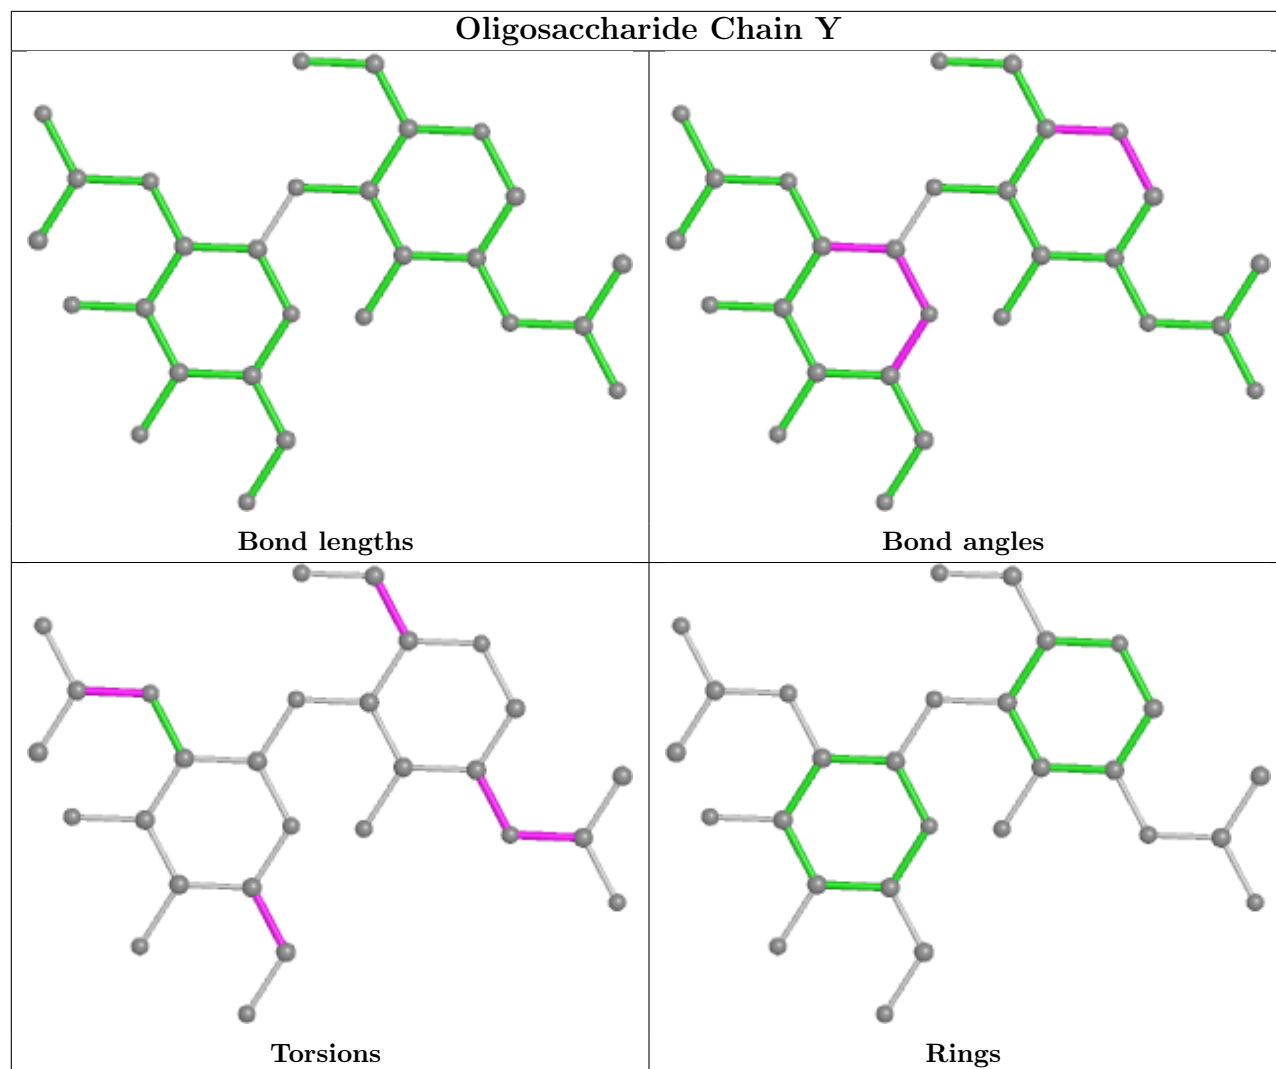 Oligosaccharide Chain Y
Bond lengths
Bond angles
Torsions
Rings